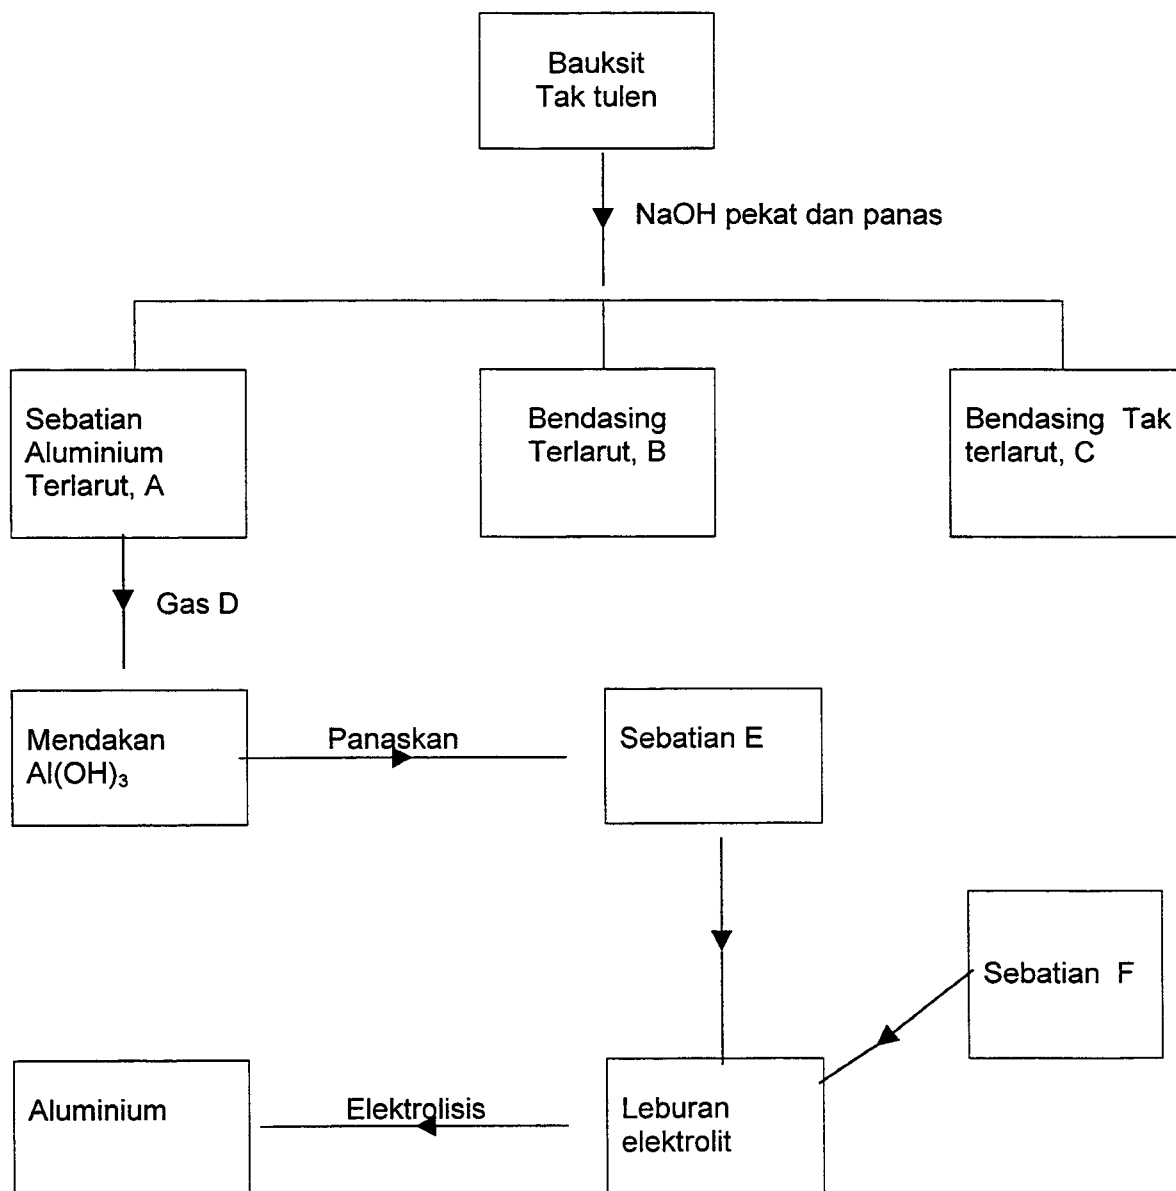 Bauksit
Tak tulen
NaOH pekat dan panas
Sebatian
Aluminium
Terlarut, A
Bendasing
Terlarut, B
Bendasing Tak
terlarut, C
Gas D
Mendakan
Al(OH)₃
Panaskan
Sebatian E
Sebatian F
Leburan
elektrolit
Elektrolisis
Aluminium